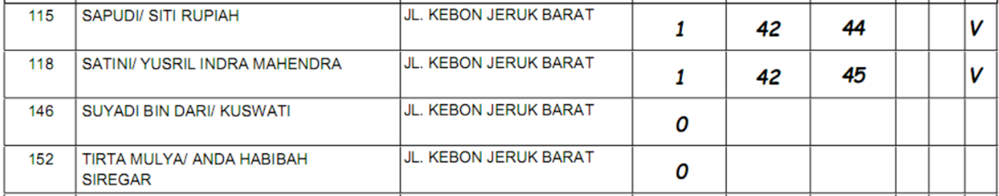 115 SAPUDI/ SITI RUPIAH JL. KEBON JERUK BARAT 1 42 44 V
118 SATINI/ YUSRIL INDRA MAHENDRA JL. KEBON JERUK BARAT 1 42 45 V
146 SUYADI BIN DARI/ KUSWATI JL. KEBON JERUK BARAT 0
152 TIRTA MULYA/ ANDA HABIBAH JL. KEBON JERUK BARAT 0
SIREGAR